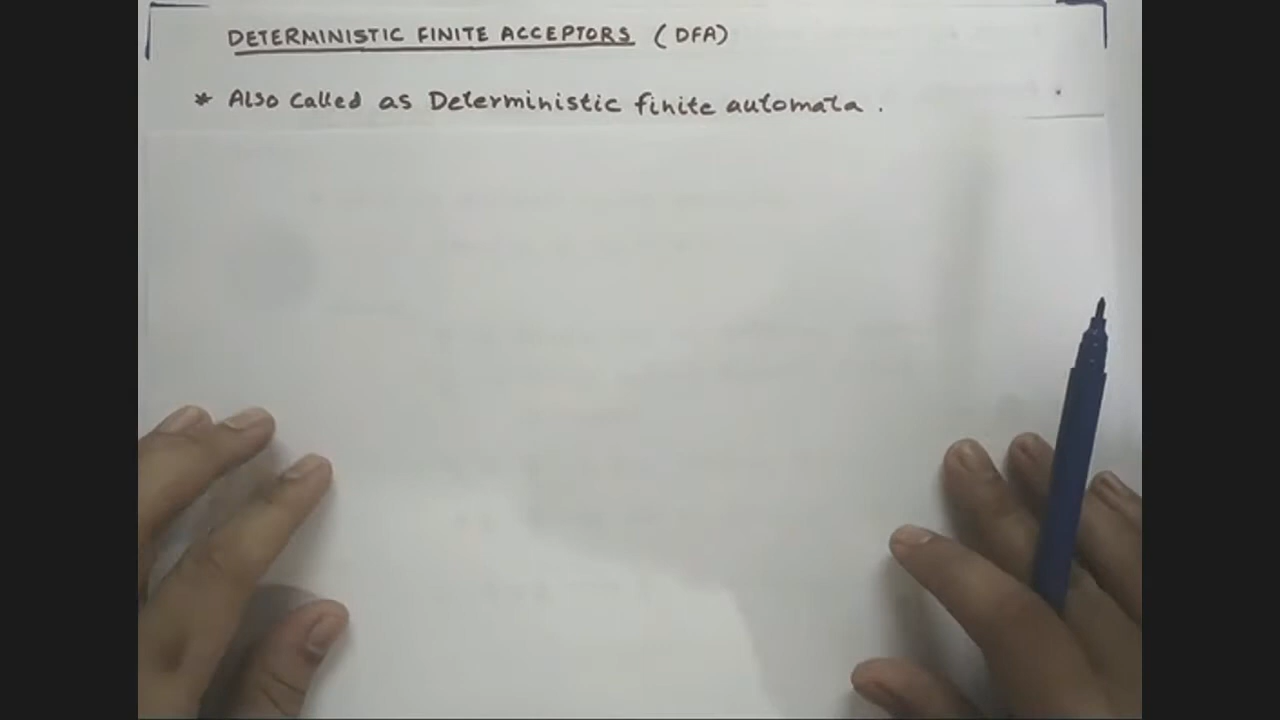 DETERMINISTIC FINITE ACCEPTORS (DFA)
* Also called as Deterministic finite automata.